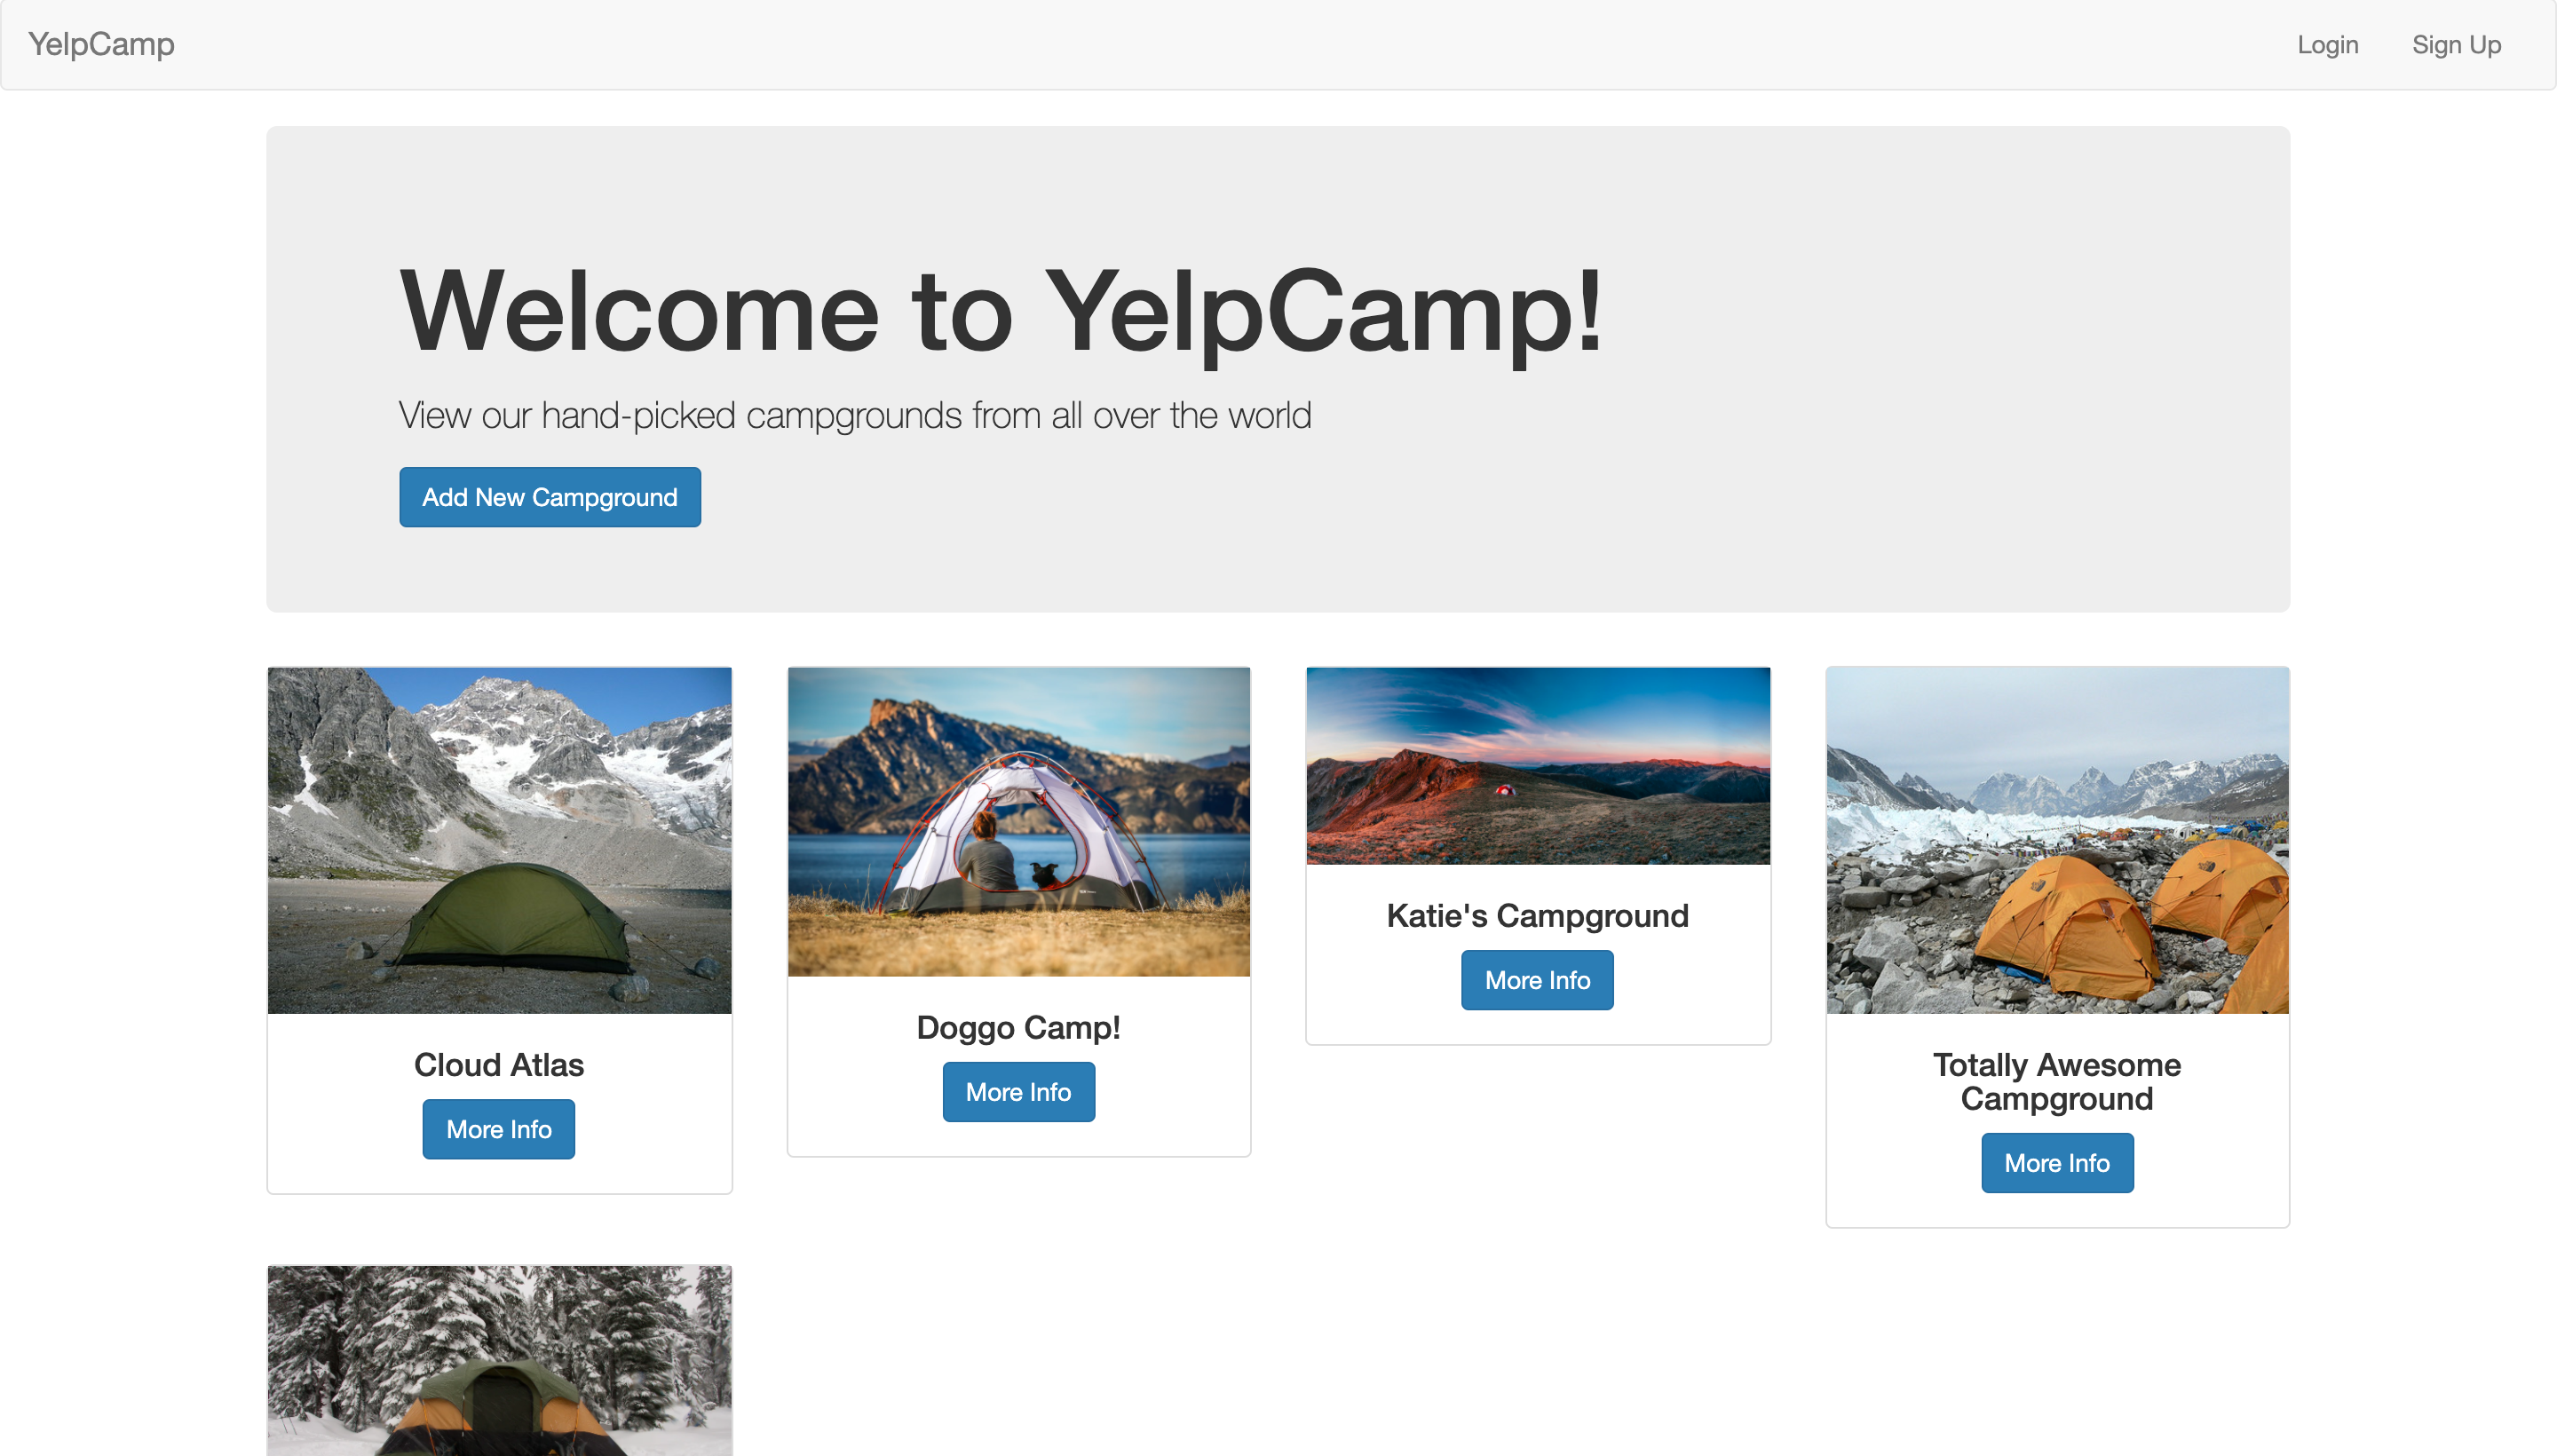 YelpCamp
Login
Sign Up
Welcome to YelpCamp!
View our hand-picked campgrounds from all over the world
Add New Campground
Cloud Atlas
More Info
Doggo Camp!
More Info
Katie's Campground
More Info
Totally Awesome
Campground
More Info